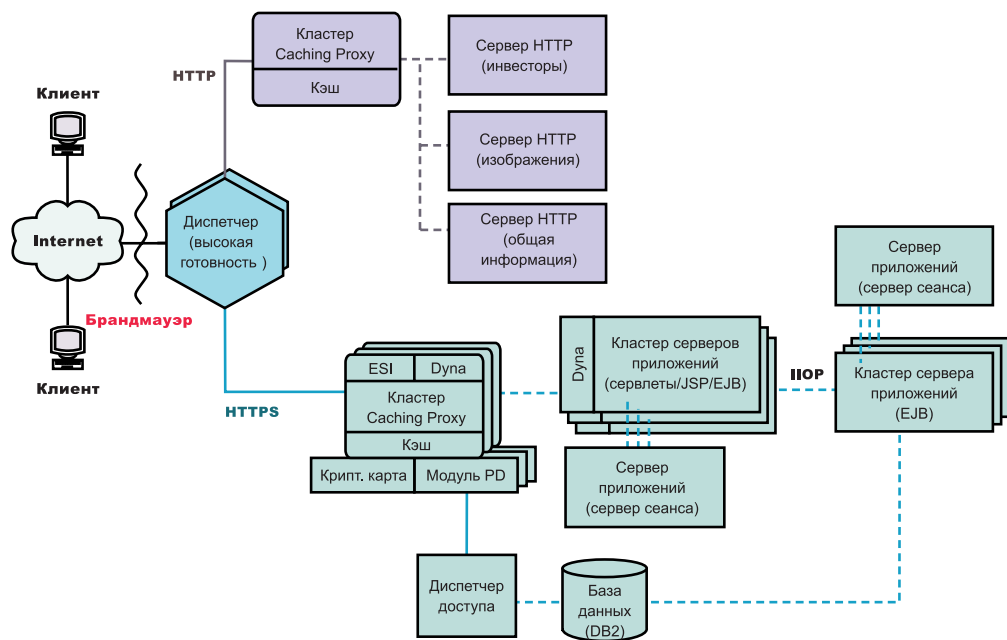 Кластер
Caching Proxy
Кэш
Сервер HTTP
(инвесторы)
HTTP
Клиент
Сервер HTTP
(изображения)
Диспетчер
(высокая
готовность )
Internet
Сервер HTTP
(общая
информация)
Сервер
приложений
(сервер сеанса)
Брандмауэр
Клиент
HTTPS
ESI
Dyna
Кластер
Caching Proxy
Кэш
Крипт. карта
Модуль PD
Dyna
Кластер серверов
приложений
(сервлеты/JSP/EJB)
IIOP
Кластер сервера
приложений
(EJB)
Сервер
приложений
(сервер сеанса)
Диспетчер
доступа
База
данных
(DB2)